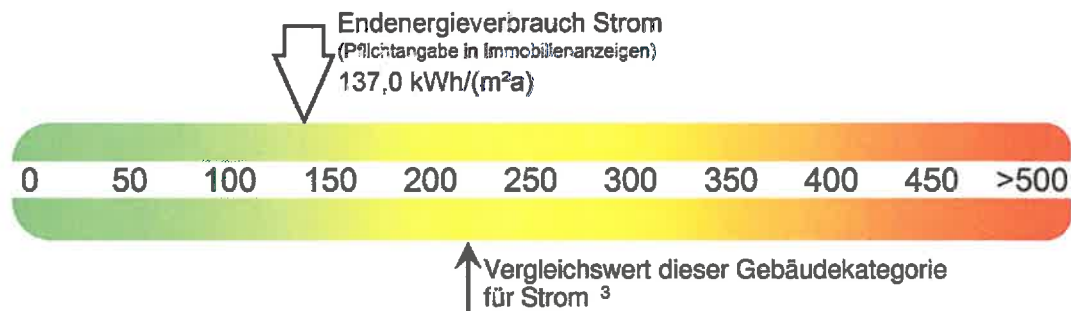 Endenergieverbrauch Strom
(Pflichtangabe in Immobilienanzeigen)
137,0 kWh/(m²a)
0 50 100 150 200 250 300 350 400 450 >500
Vergleichswert dieser Gebäudekategorie
für Strom ³